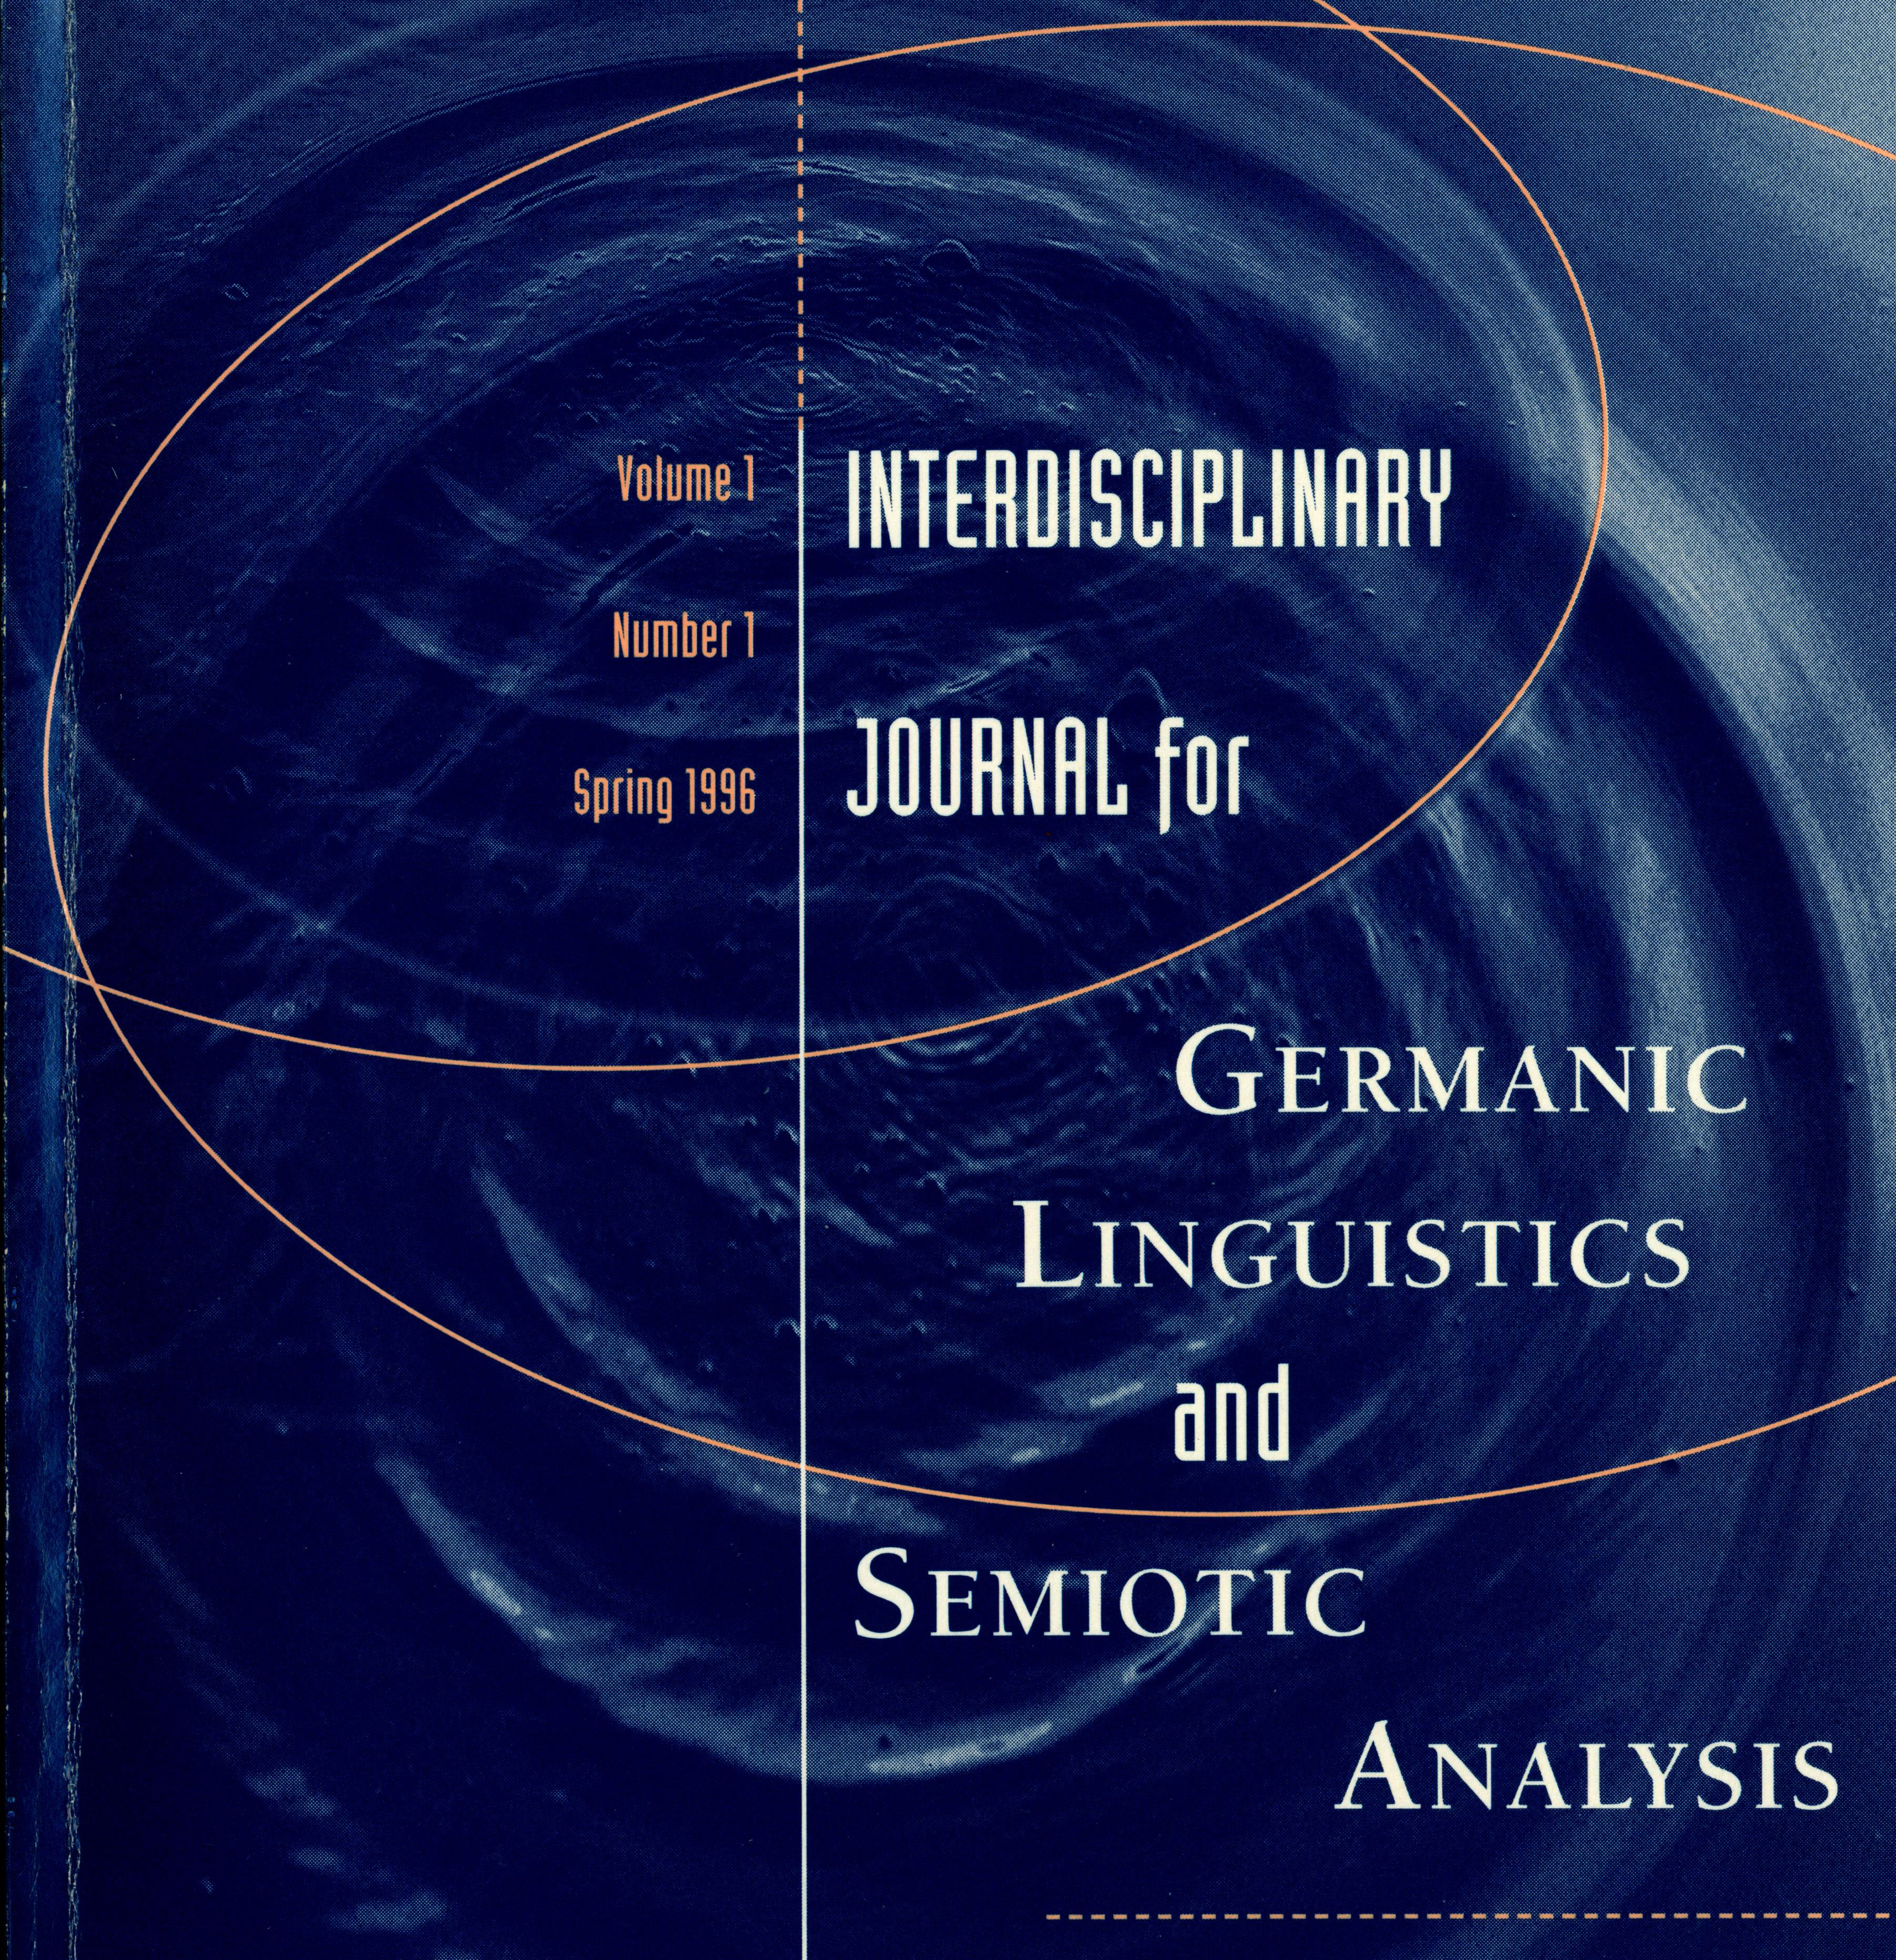 Volume 1
Number 1
Spring 1996
INTERDISCIPLINARY
JOURNAL for
GERMANIC
LINGUISTICS
and
SEMIOTIC
ANALYSIS